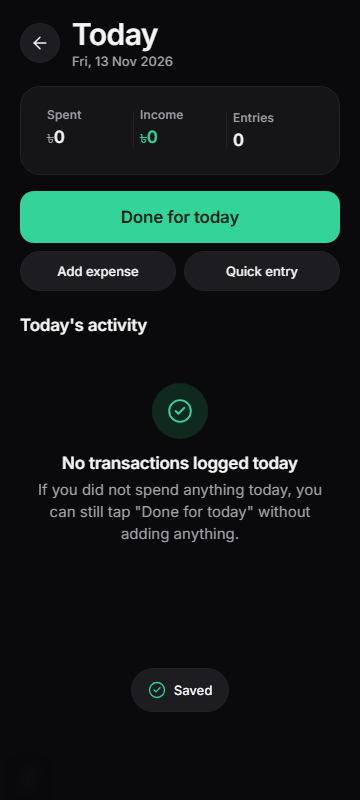 Today
Fri, 13 Nov 2026
Spent
৳0
Income
৳0
Entries
0
Done for today
Add expense
Quick entry
Today's activity
No transactions logged today
If you did not spend anything today, you
can still tap "Done for today" without
adding anything.
Saved